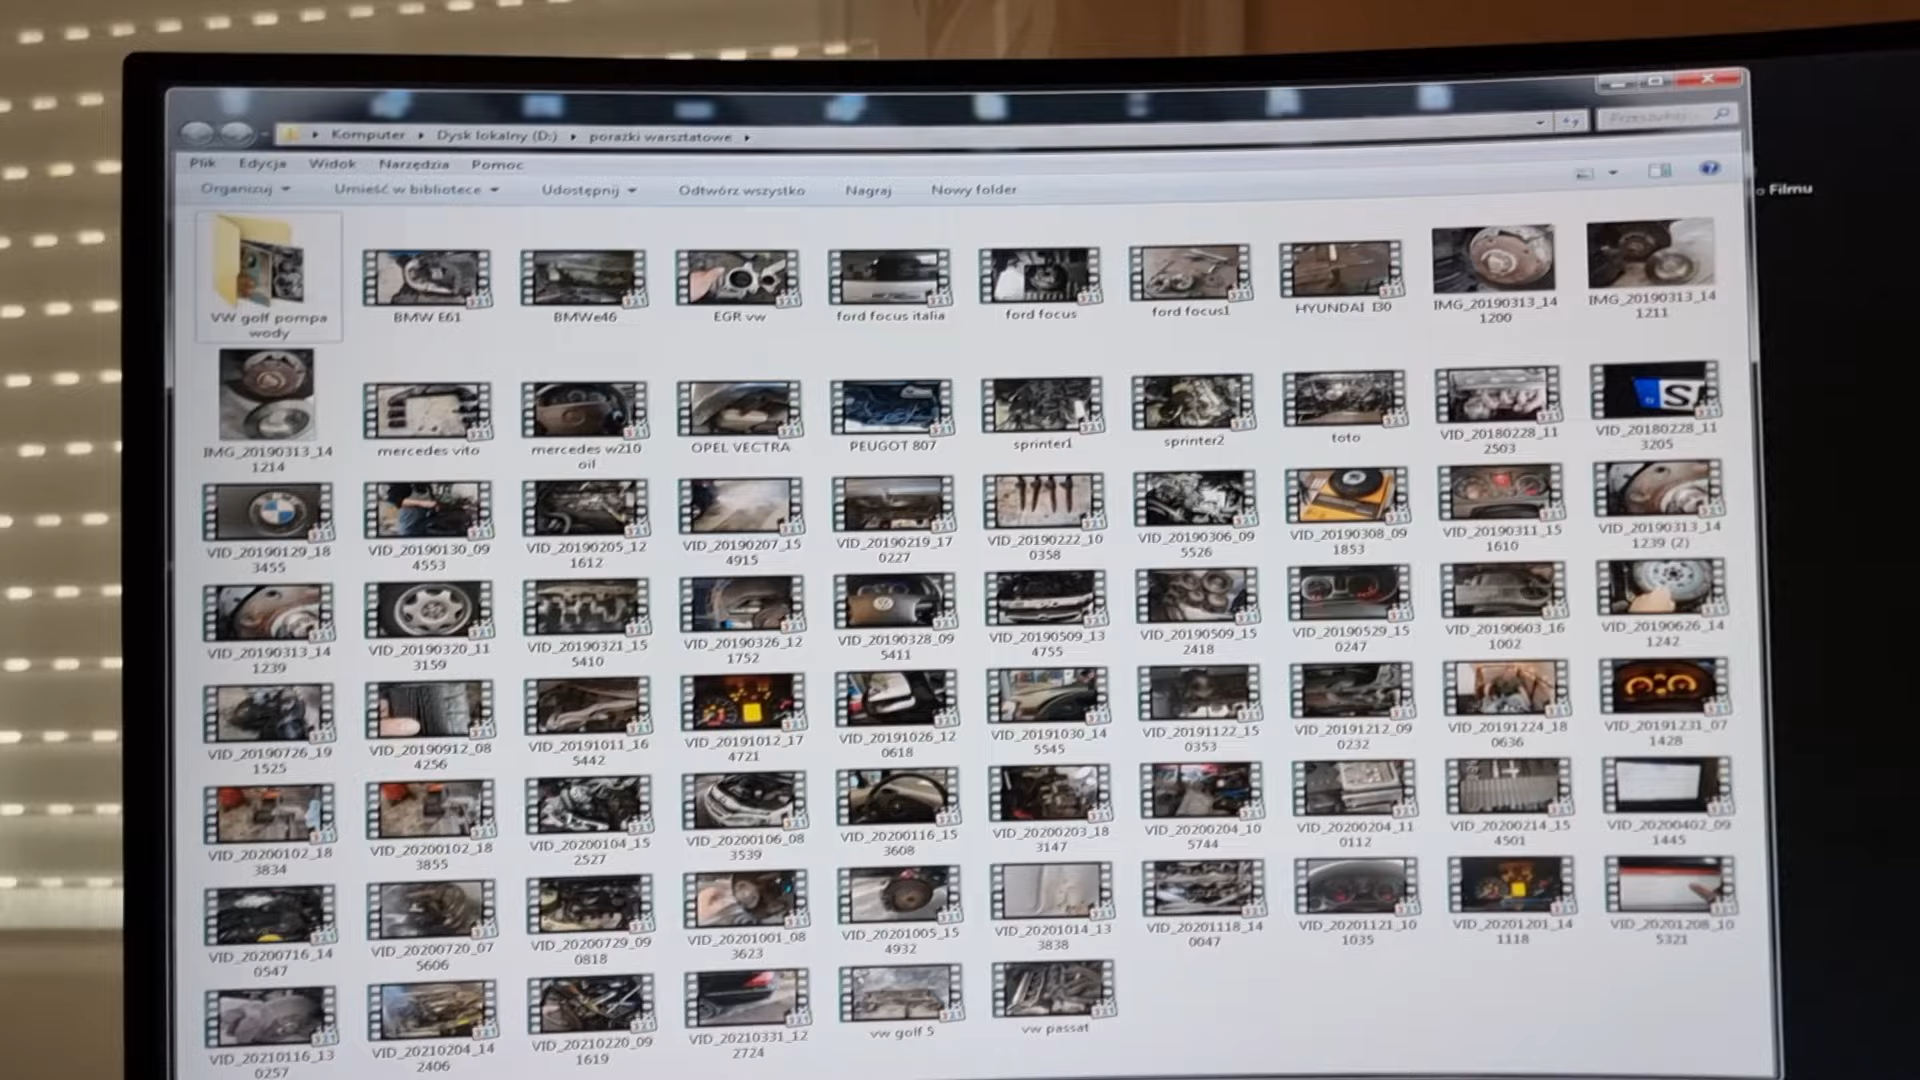 Komputer ▸ Dysk lokalny (D:) ▸ porażki warsztatowe ▸
Przeszukaj
Plik Edycja Widok Narzędzia Pomoc
Organizuj Umieść w bibliotece Udostępnij Odtwórz wszystko Nagraj Nowy folder
o Filmu
VW golf pompa
wody
BMW E61
BMWe46
EGR vw
ford focus italia
ford focus
ford focus1
HYUNDAI I30
IMG_20190313_14
1200
IMG_20190313_14
1211
IMG_20190313_14
1214
mercedes vito
mercedes w210
oil
OPEL VECTRA
PEUGOT 807
sprinter1
sprinter2
toto
VID_20180228_11
2503
S
VID_20180228_11
3205
VID_20190129_18
3455
VID_20190130_09
4553
VID_20190205_12
1612
VID_20190207_15
4915
VID_20190219_17
0227
VID_20190222_10
0358
VID_20190306_09
5526
VID_20190308_09
1853
VID_20190311_15
1610
VID_20190313_14
1239 (2)
VID_20190313_14
1239
VID_20190320_11
3159
VID_20190321_15
5410
VID_20190326_12
1752
VID_20190328_09
5411
VID_20190509_13
4755
VID_20190509_15
2418
VID_20190529_15
0247
VID_20190603_16
1002
VID_20190626_14
1242
VID_20190726_19
1525
VID_20190912_08
4256
VID_20191011_16
5442
VID_20191012_17
4721
VID_20191026_12
0618
VID_20191030_14
5545
VID_20191122_15
0353
VID_20191212_09
0232
VID_20191224_18
0636
VID_20191231_07
1428
VID_20200102_18
3834
VID_20200102_18
3855
VID_20200104_15
2527
VID_20200106_08
3539
VID_20200116_15
3608
VID_20200203_18
3147
VID_20200204_10
5744
VID_20200204_11
0112
VID_20200214_15
4501
VID_20200402_09
1445
VID_20200716_14
0547
VID_20200720_07
5606
VID_20200729_09
0818
VID_20201001_08
3623
VID_20201005_15
4932
VID_20201014_13
3838
VID_20201118_14
0047
VID_20201121_10
1035
VID_20201201_14
1118
VID_20201208_10
5321
VID_20210116_13
0257
VID_20210204_14
2406
VID_20210220_09
1619
VID_20210331_12
2724
vw golf 5
vw passat